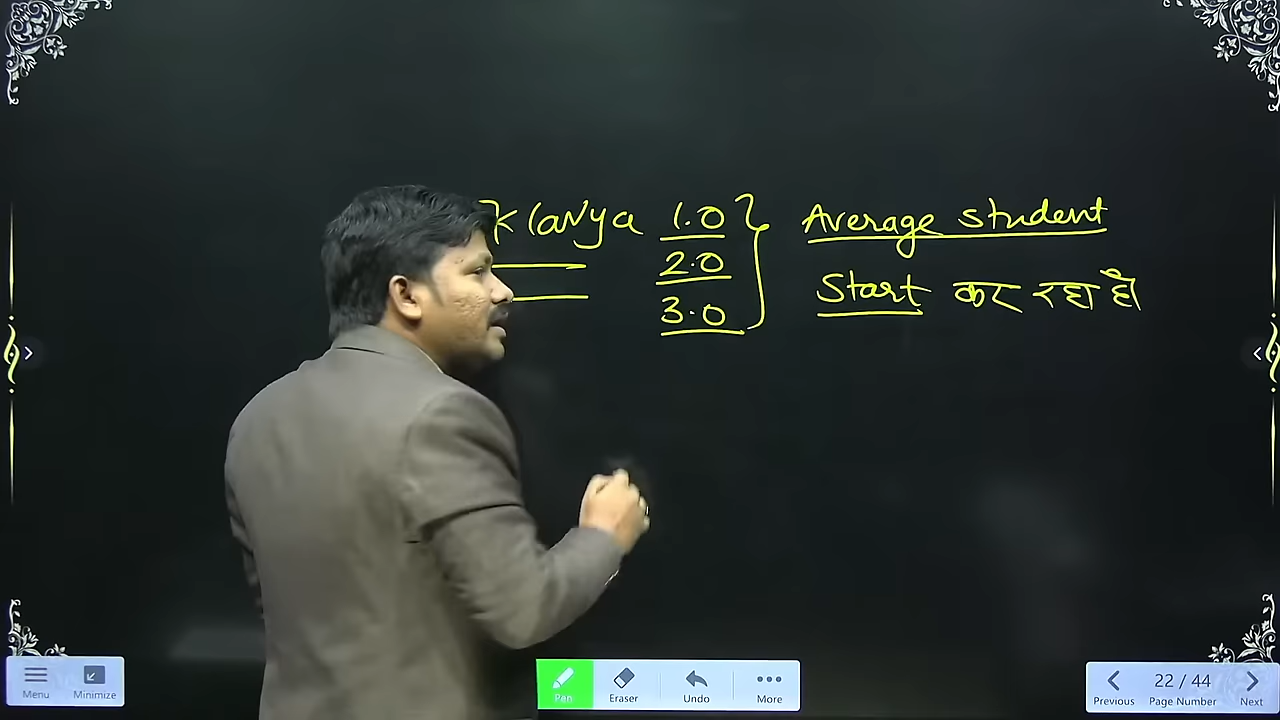 1.0 Average student
2.0
3.0 Start कर रहा है
Menu Minimize Pen Eraser Undo More Previous 22 / 44 Page Number Next